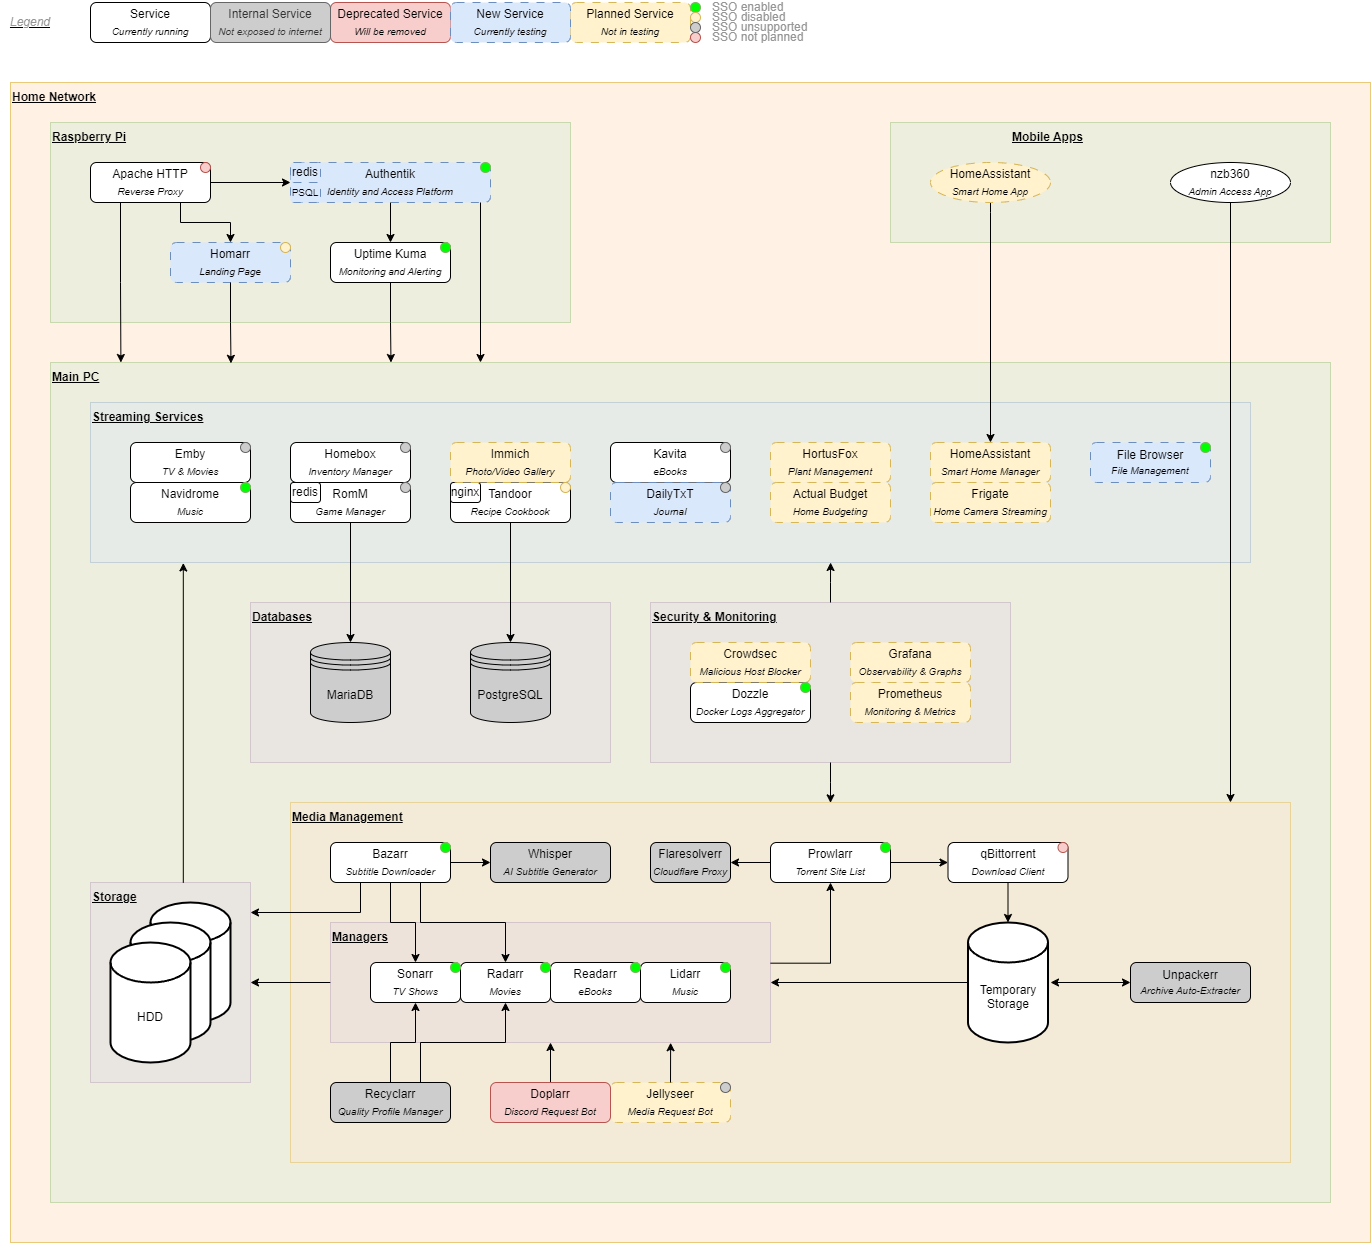 Legend
Service
Currently running
Internal Service
Not exposed to internet
Deprecated Service
Will be removed
New Service
Currently testing
Planned Service
Not in testing
SSO enabled
SSO disabled
SSO unsupported
SSO not planned
Home Network
Raspberry Pi
Apache HTTP
Reverse Proxy
redis
PSQL
Authentik
Identity and Access Platform
Homarr
Landing Page
Uptime Kuma
Monitoring and Alerting
Mobile Apps
HomeAssistant
Smart Home App
nzb360
Admin Access App
Main PC
Streaming Services
Emby
TV & Movies
Navidrome
Music
Homebox
Inventory Manager
redis
RomM
Game Manager
Immich
Photo/Video Gallery
nginx
Tandoor
Recipe Cookbook
Kavita
eBooks
DailyTxT
Journal
HortusFox
Plant Management
Actual Budget
Home Budgeting
HomeAssistant
Smart Home Manager
Frigate
Home Camera Streaming
File Browser
File Management
Databases
MariaDB
PostgreSQL
Security & Monitoring
Crowdsec
Malicious Host Blocker
Dozzle
Docker Logs Aggregator
Grafana
Observability & Graphs
Prometheus
Monitoring & Metrics
Media Management
Bazarr
Subtitle Downloader
Whisper
AI Subtitle Generator
Flaresolverr
Cloudflare Proxy
Prowlarr
Torrent Site List
qBittorrent
Download Client
Storage
HDD
Managers
Sonarr
TV Shows
Radarr
Movies
Readarr
eBooks
Lidarr
Music
Temporary
Storage
Unpackerr
Archive Auto-Extracter
Recyclarr
Quality Profile Manager
Doplarr
Discord Request Bot
Jellyseer
Media Request Bot